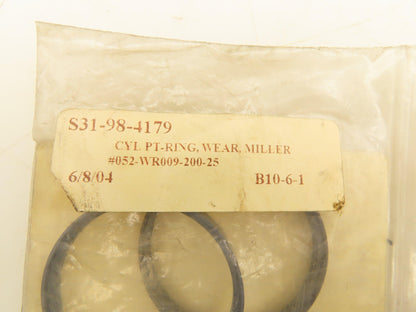 S31-98-4179
CYL PT-RING, WEAR, MILLER
#052-WR009-200-25
6/8/04 B10-6-1